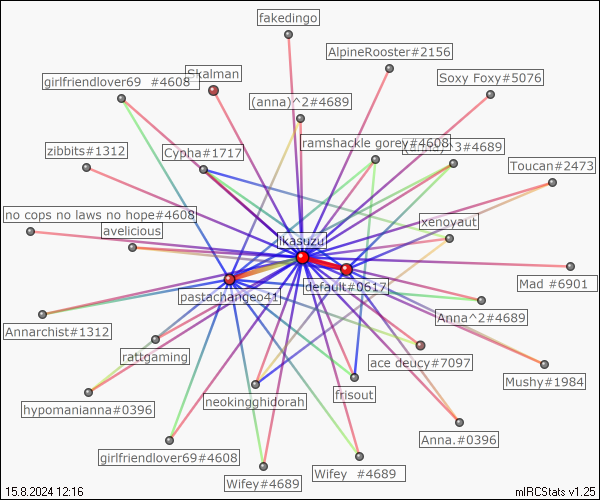 fakedingo
AlpineRooster#2156
Skalman
girlfriendlover69 #4608
Soxy Foxy#5076
(anna)^2#4689
ramshackle gorey#4608
^3#4689
zibbits#1312
Cypha#1717
Toucan#2473
no cops no laws no hope#4608
xenoyaut
avelicious
ikasuzu
default#0617
Mad #6901
pastachangeo41
Anna^2#4689
Annarchist#1312
rattgaming
ace deucy#7097
Mushy#1984
hypomanianna#0396
neokingghidorah
frisout
Anna.#0396
girlfriendlover69#4608
Wifey#4689
Wifey #4689
15.8.2024 12:16
mIRCStats v1.25